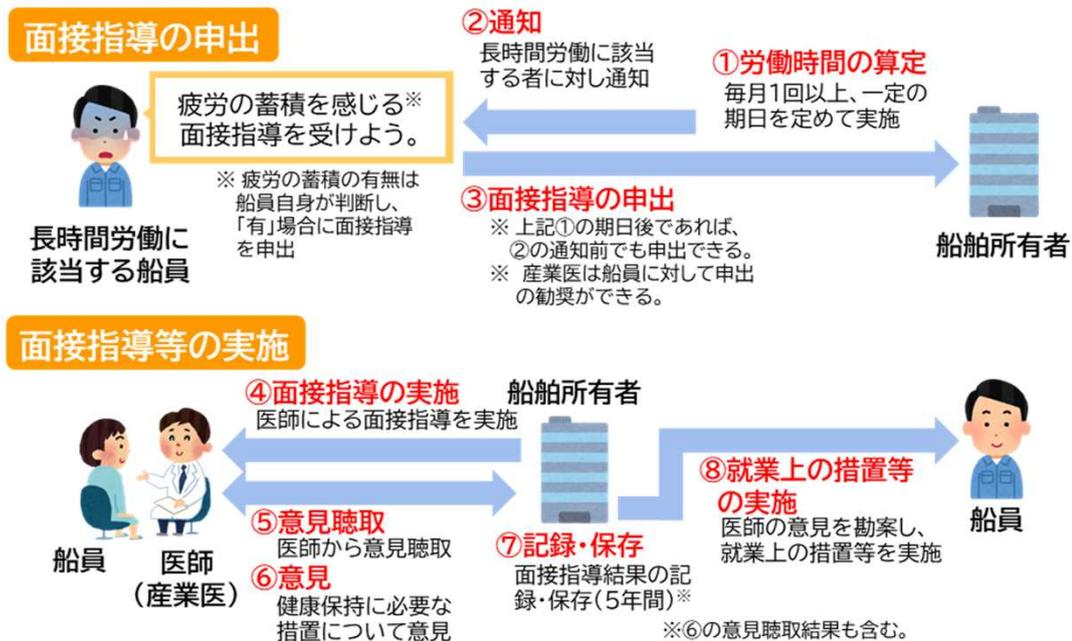 面接指導の申出
疲労の蓄積を感じる※
面接指導を受けよう。
※ 疲労の蓄積の有無は
船員自身が判断し、
「有」場合に面接指導
を申出
長時間労働に
該当する船員
②通知
長時間労働に該当
する者に対し通知
①労働時間の算定
毎月1回以上、一定の
期日を定めて実施
③面接指導の申出
※ 上記①の期日後であれば、
②の通知前でも申出できる。
※ 産業医は船員に対して申出
の勧奨ができる。
船舶所有者
面接指導等の実施
④面接指導の実施
医師による面接指導を実施
船舶所有者
船員
医師
(産業医)
⑤意見聴取
医師から意見聴取
⑥意見
健康保持に必要な
措置について意見
⑦記録・保存
面接指導結果の記
録・保存(5年間)※
⑧就業上の措置等
の実施
医師の意見を勘案し、
就業上の措置等を実施
船員
※⑥の意見聴取結果も含む。